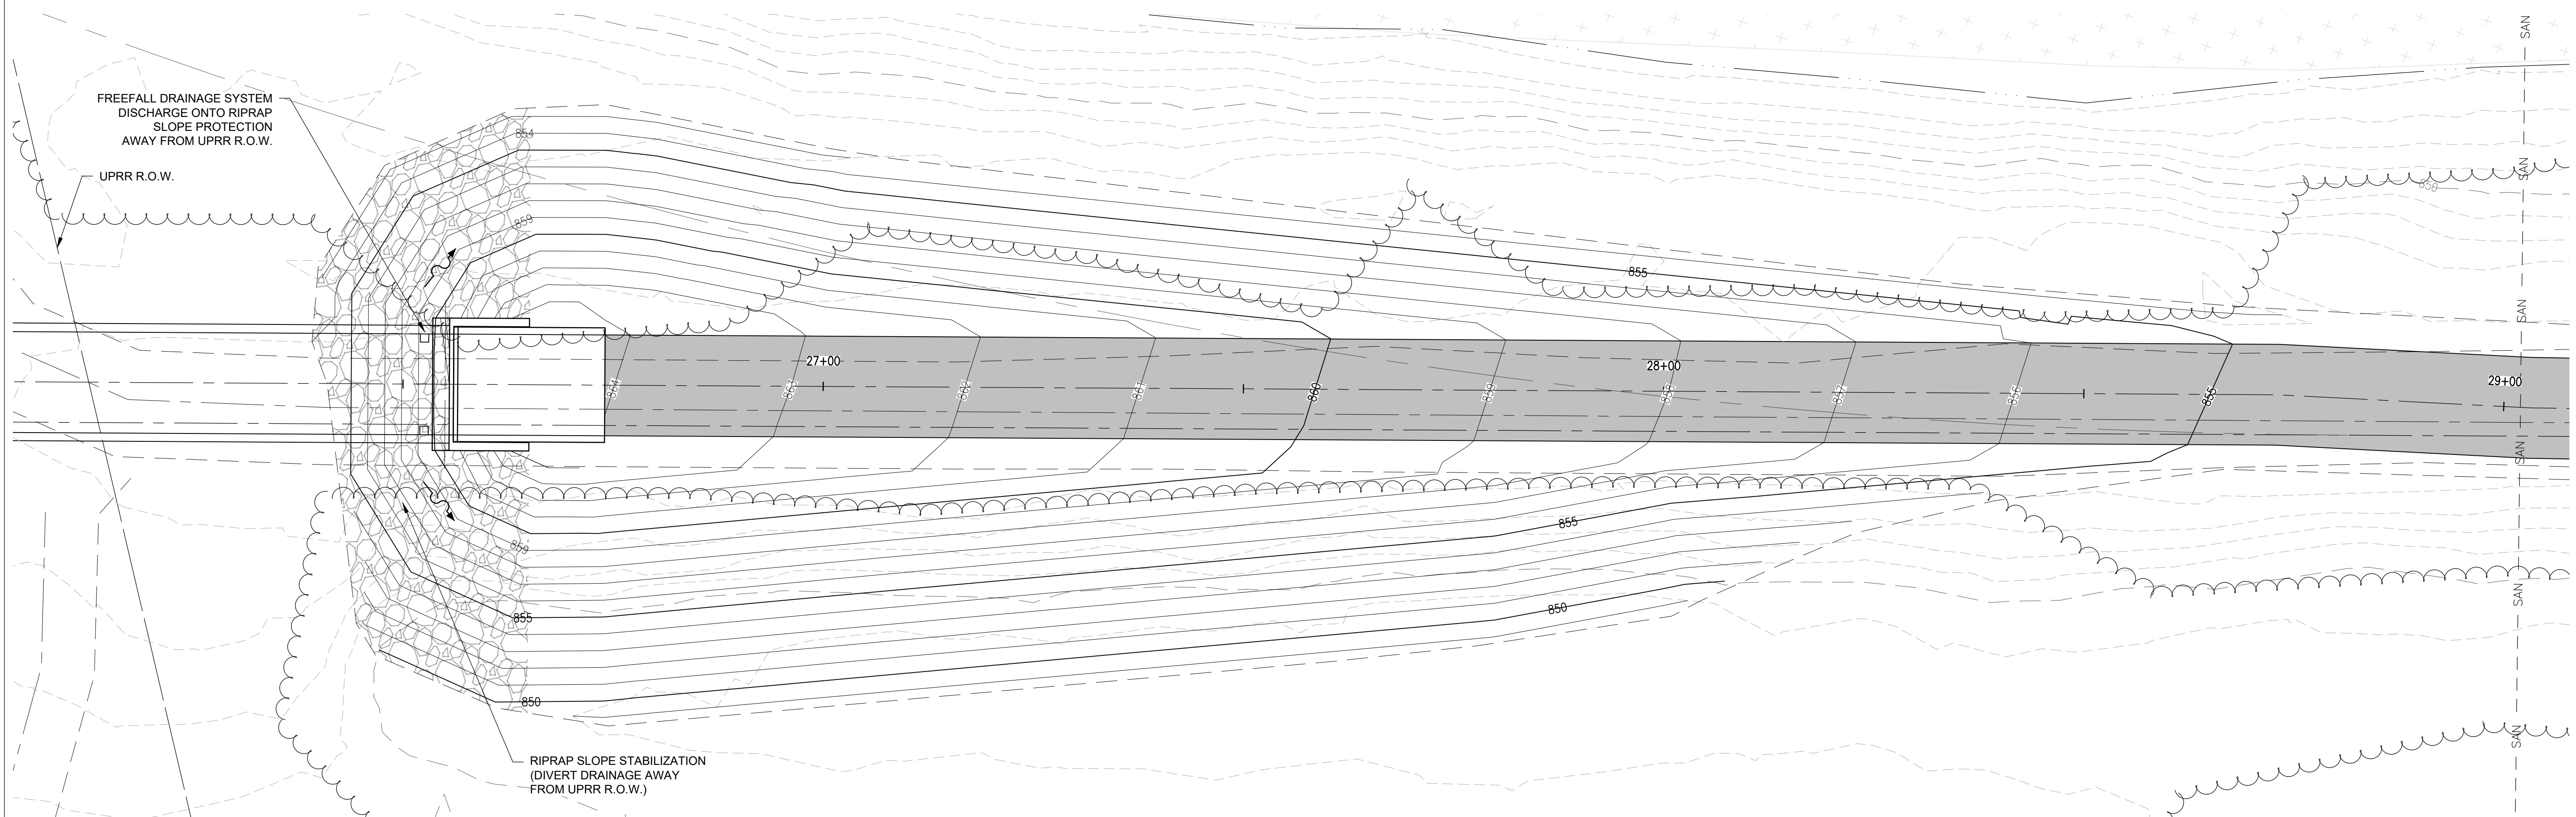 FREEFALL DRAINAGE SYSTEM
DISCHARGE ONTO RIPRAP
SLOPE PROTECTION
AWAY FROM UPRR R.O.W.
UPRR R.O.W.
854
859
855
850
SAN
SAN
SAN
SAN
SAN
SAN
27+00
28+00
29+00
864
863
862
861
860
859
858
857
856
855
859
855
855
850
850
RIPRAP SLOPE STABILIZATION
(DIVERT DRAINAGE AWAY
FROM UPRR R.O.W.)